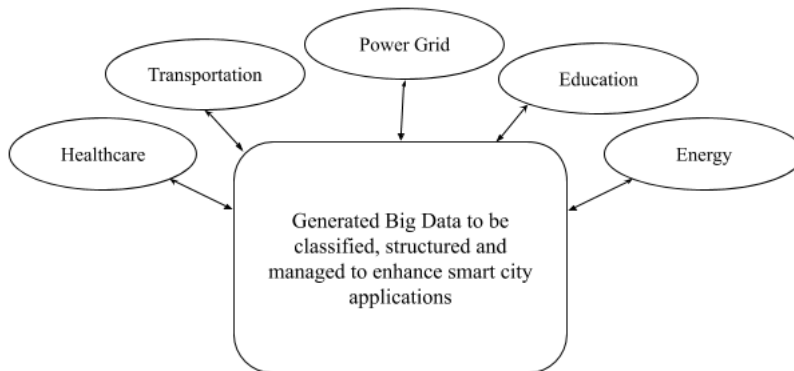 Power Grid
Transportation
Education
Healthcare
Energy
Generated Big Data to be
classified, structured and
managed to enhance smart city
applications